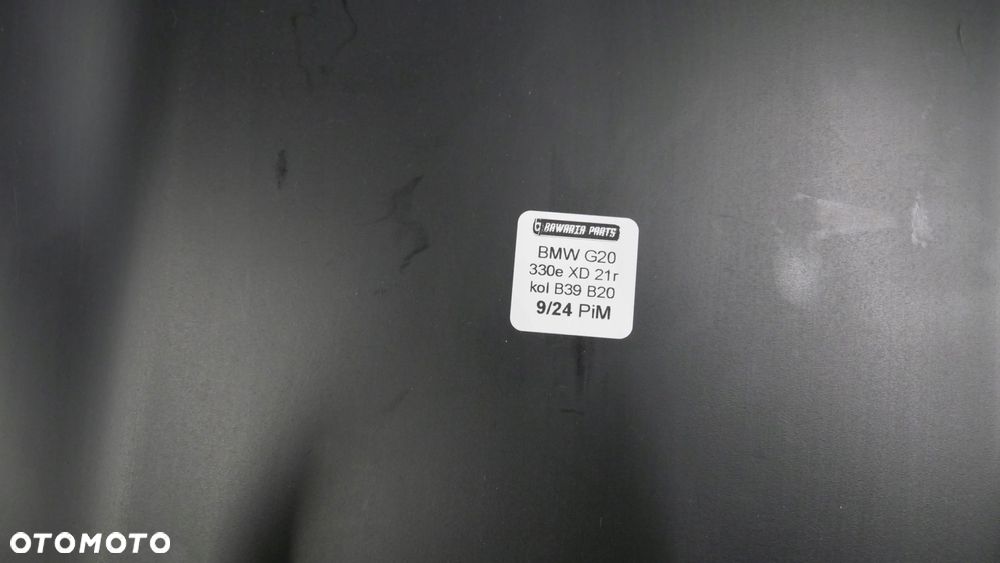 BAWARIA PARTS
BMW G20
330e XD 21r
kol B39 B20
9/24 PiM
OTOMOTO